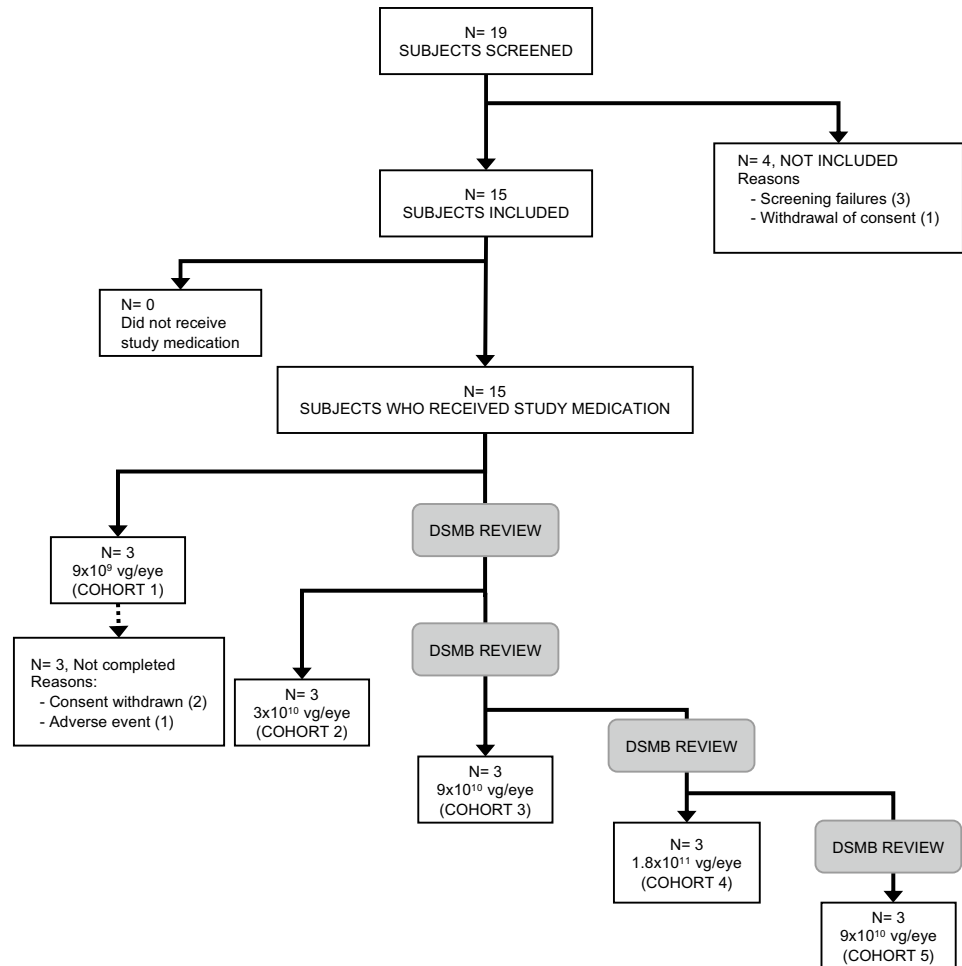 N= 19
SUBJECTS SCREENED
N= 4, NOT INCLUDED
Reasons
- Screening failures (3)
- Withdrawal of consent (1)
N= 15
SUBJECTS INCLUDED
N= 0
Did not receive
study medication
N= 15
SUBJECTS WHO RECEIVED STUDY MEDICATION
DSMB REVIEW
N= 3
9x10⁹ vg/eye
(COHORT 1)
N= 3, Not completed
Reasons:
- Consent withdrawn (2)
- Adverse event (1)
DSMB REVIEW
N= 3
3x10¹⁰ vg/eye
(COHORT 2)
DSMB REVIEW
N= 3
9x10¹⁰ vg/eye
(COHORT 3)
DSMB REVIEW
N= 3
1.8x10¹¹ vg/eye
(COHORT 4)
N= 3
9x10¹⁰ vg/eye
(COHORT 5)